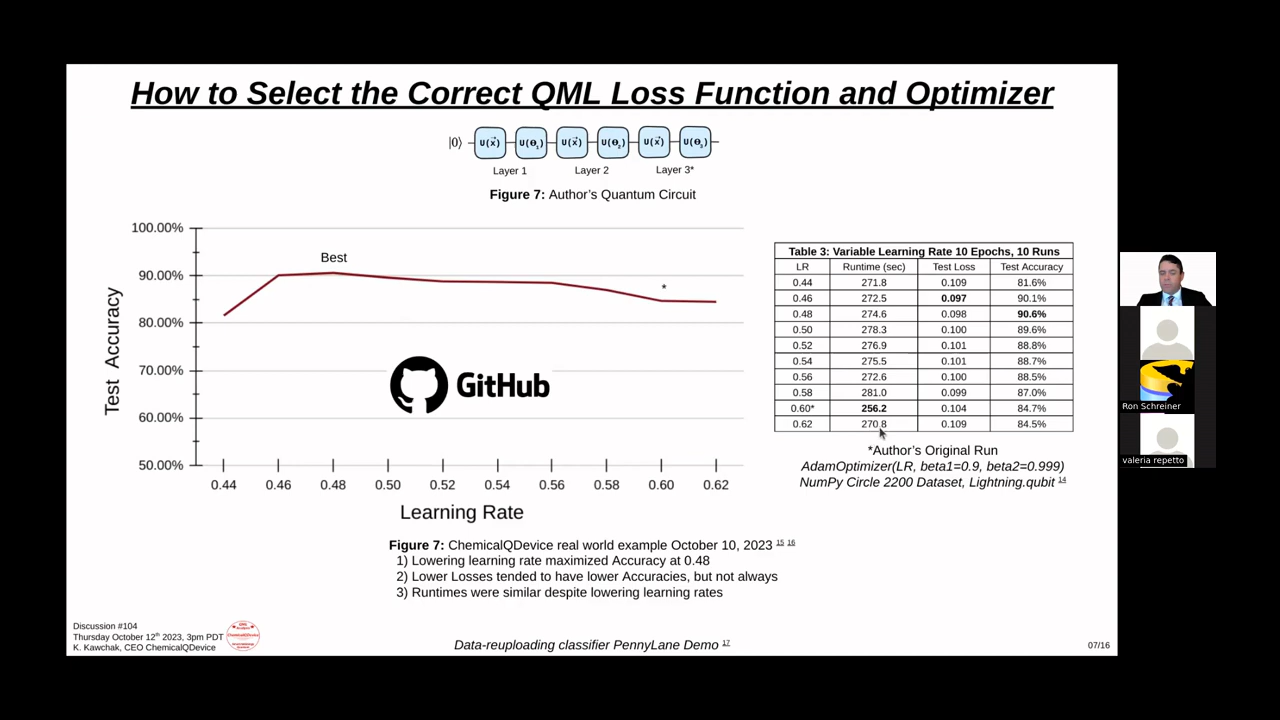 How to Select the Correct QML Loss Function and Optimizer
|0⟩ U(x⃗) U(Θ₁) U(x⃗) U(Θ₂) U(x⃗) U(Θ₃)
Layer 1 Layer 2 Layer 3*
Figure 7: Author's Quantum Circuit
100.00%
90.00%
80.00%
70.00%
60.00%
50.00%
Test Accuracy
Best
*
GitHub
0.44 0.46 0.48 0.50 0.52 0.54 0.56 0.58 0.60 0.62
Learning Rate
Table 3: Variable Learning Rate 10 Epochs, 10 Runs
LR Runtime (sec) Test Loss Test Accuracy
0.44 271.8 0.109 81.6%
0.46 272.5 0.097 90.1%
0.48 274.6 0.098 90.6%
0.50 278.3 0.100 89.6%
0.52 276.9 0.101 88.8%
0.54 275.5 0.101 88.7%
0.56 272.6 0.100 88.5%
0.58 281.0 0.099 87.0%
0.60* 256.2 0.104 84.7%
0.62 270.8 0.109 84.5%
*Author's Original Run
AdamOptimizer(LR, beta1=0.9, beta2=0.999)
NumPy Circle 2200 Dataset, Lightning.qubit 14
Figure 7: ChemicalQDevice real world example October 10, 2023 15 16
1) Lowering learning rate maximized Accuracy at 0.48
2) Lower Losses tended to have lower Accuracies, but not always
3) Runtimes were similar despite lowering learning rates
Discussion #104
Thursday October 12th 2023, 3pm PDT
K. Kawchak, CEO ChemicalQDevice
ChemicalQDevice
Data-reuploading classifier PennyLane Demo 17
07/16
Ron Schreiner
valeria repetto